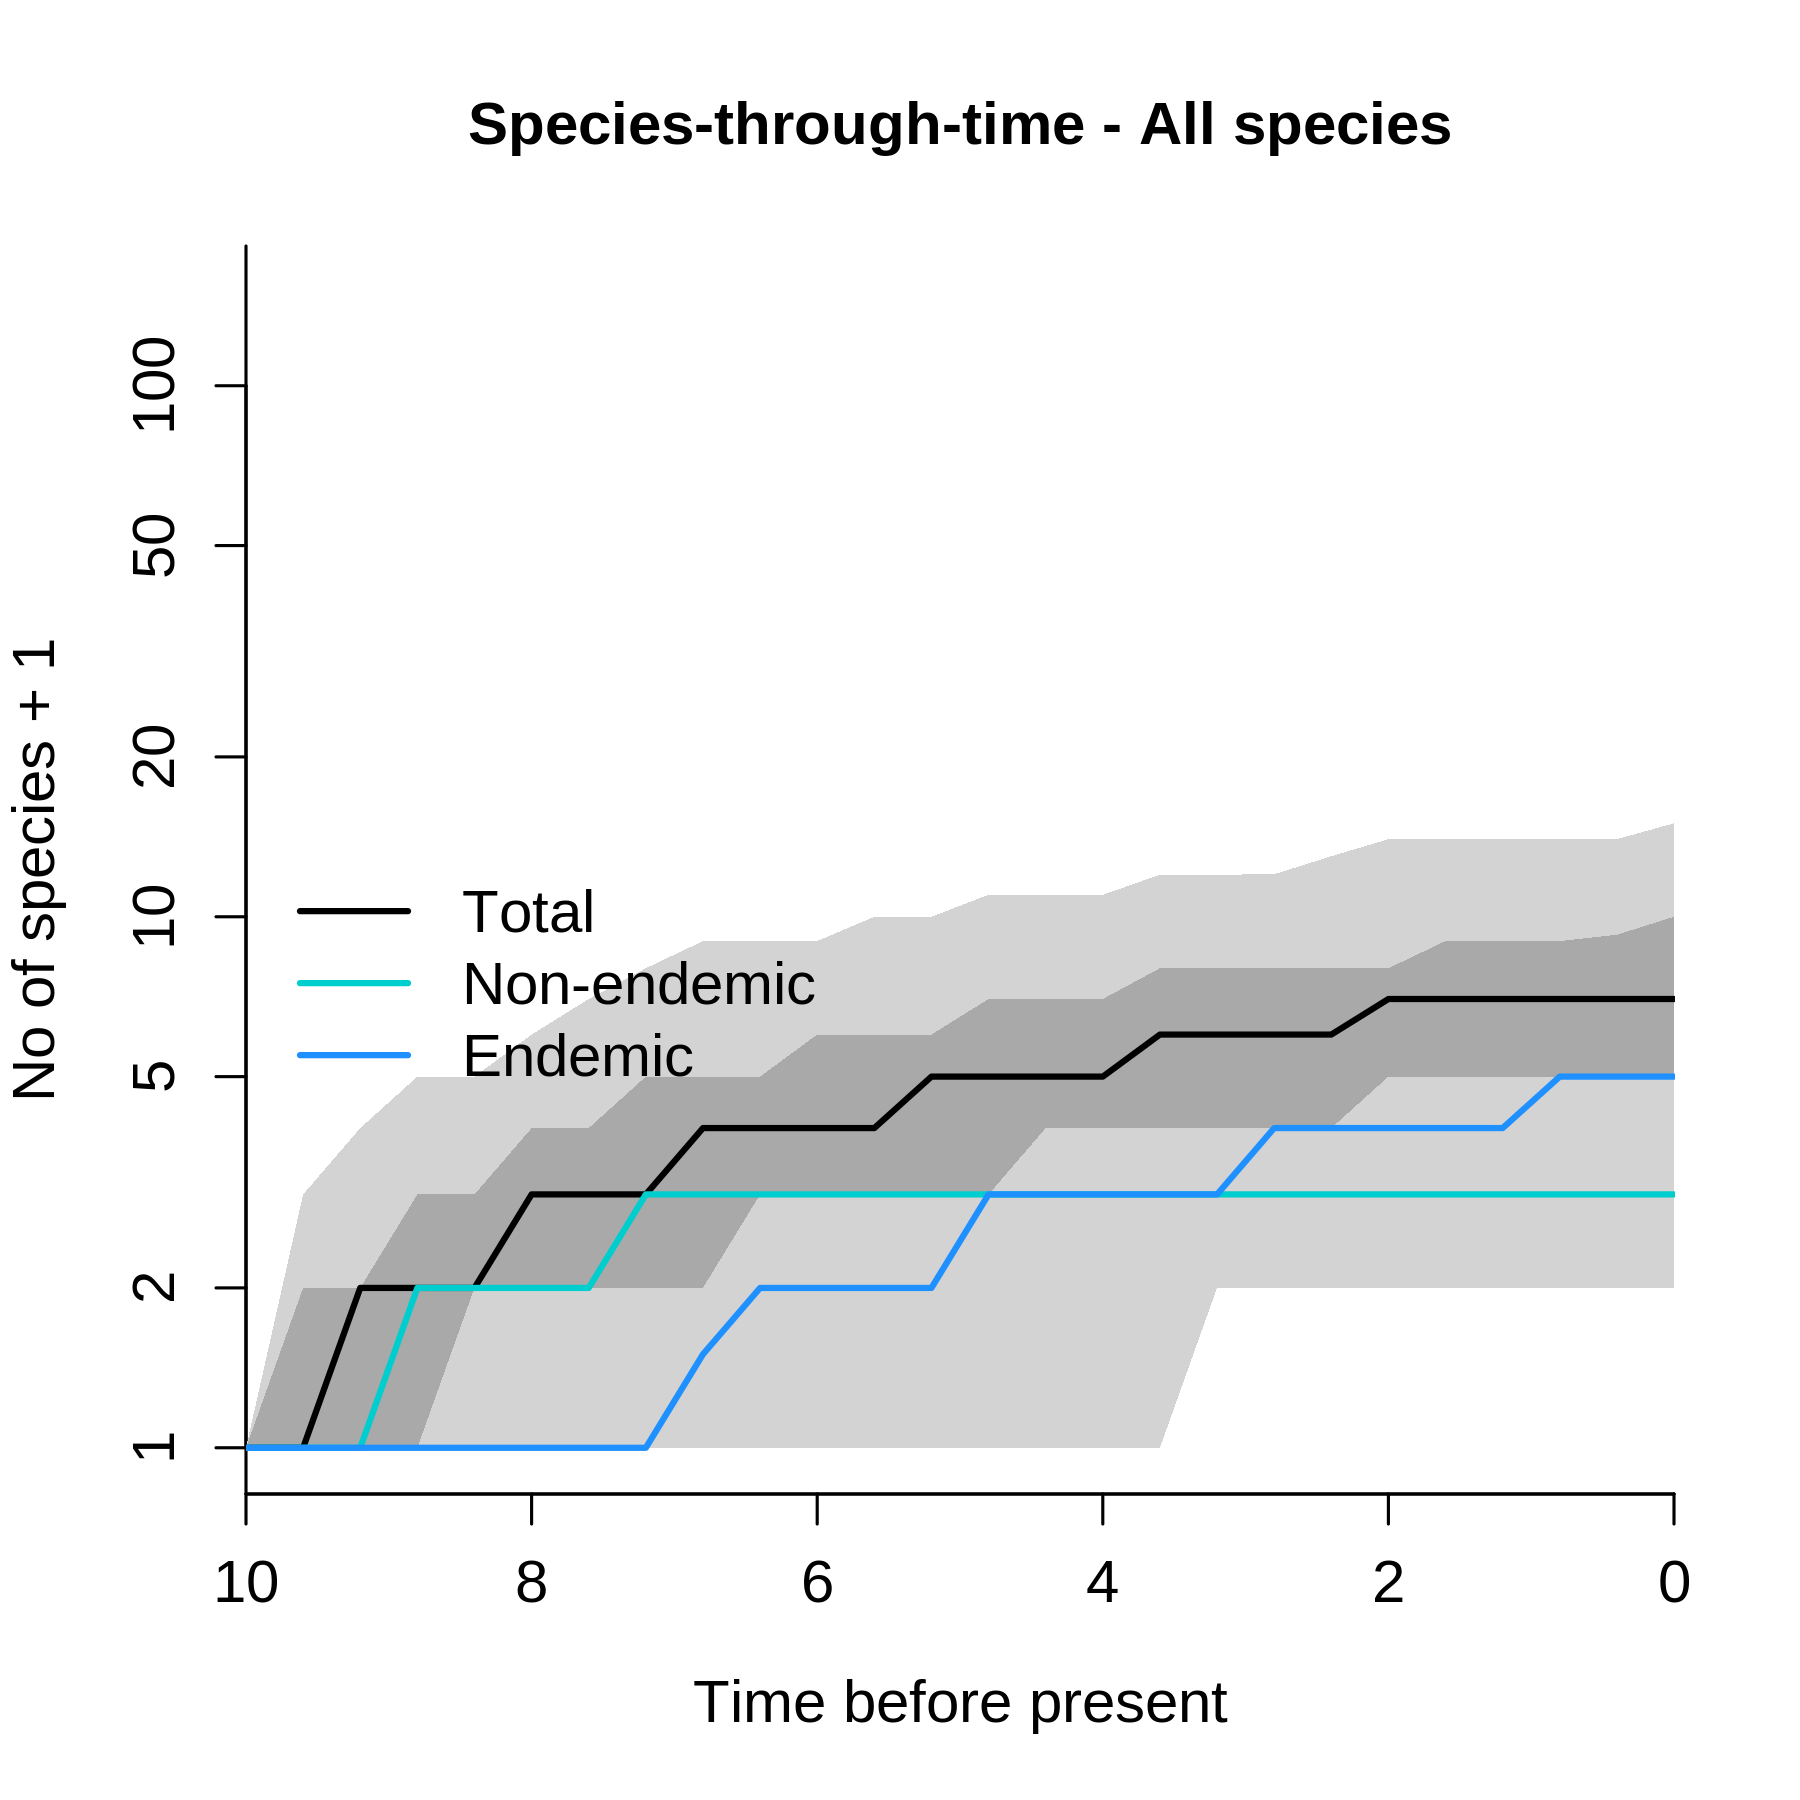 Species-through-time - All species
No of species + 1
100
50
20
10
5
2
1
Total
Non-endemic
Endemic
10 8 6 4 2 0
Time before present